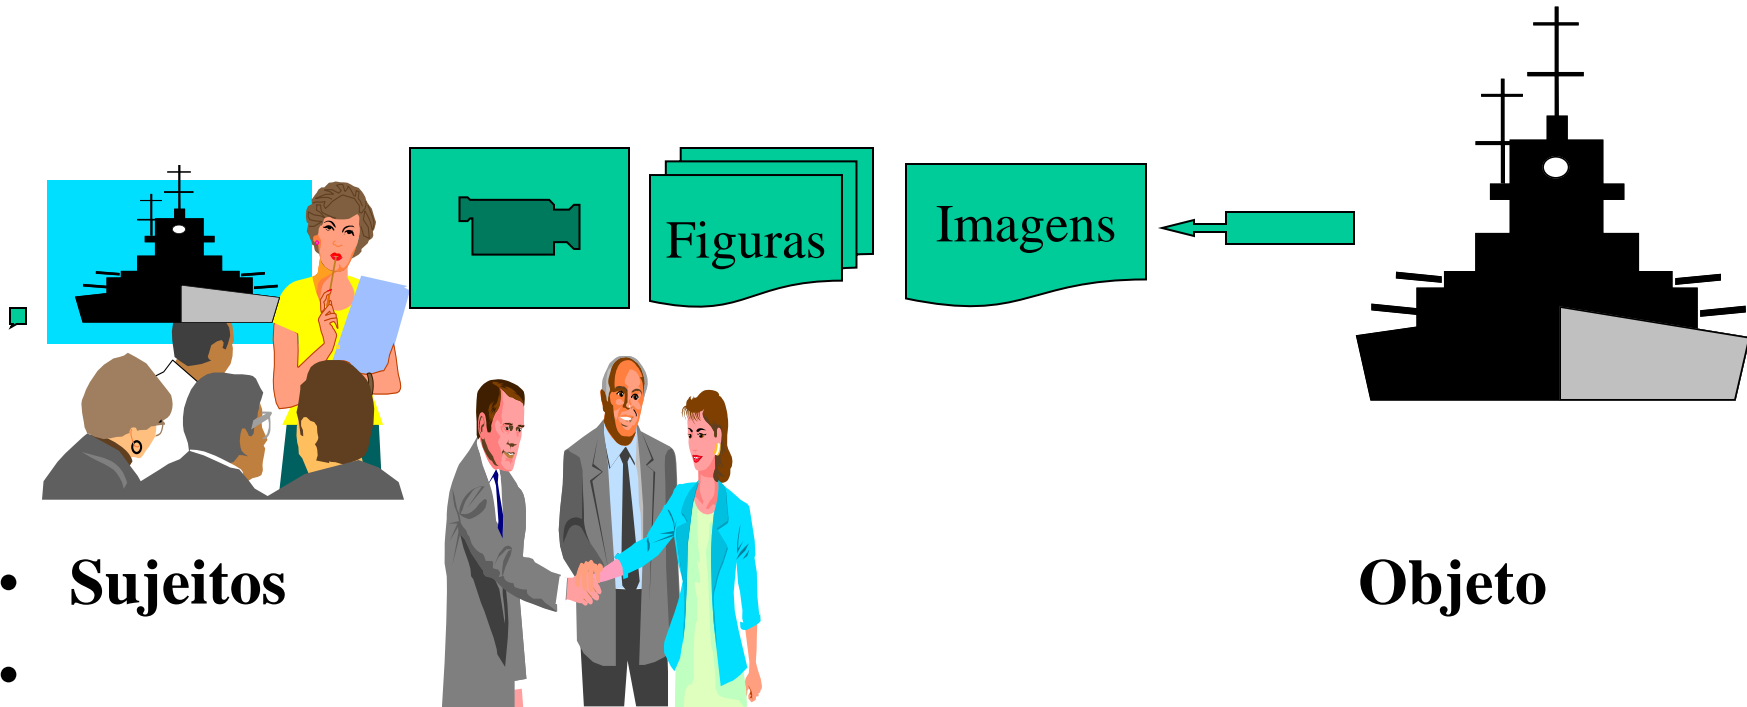 Figuras
Imagens
• Sujeitos
Objeto
•